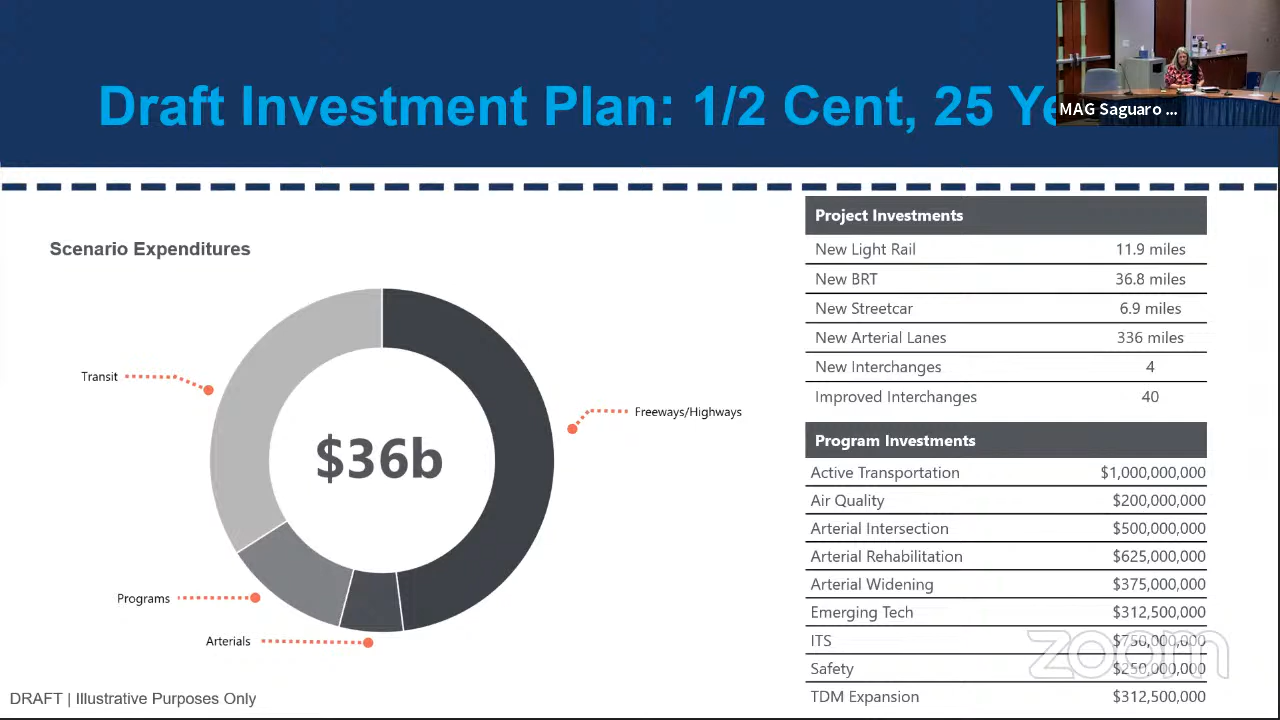 Draft Investment Plan: 1/2 Cent, 25 Ye
MAG Saguaro ...
Scenario Expenditures
Transit
Freeways/Highways
$36b
Programs
Arterials
Project Investments
New Light Rail 11.9 miles
New BRT 36.8 miles
New Streetcar 6.9 miles
New Arterial Lanes 336 miles
New Interchanges 4
Improved Interchanges 40
Program Investments
Active Transportation $1,000,000,000
Air Quality $200,000,000
Arterial Intersection $500,000,000
Arterial Rehabilitation $625,000,000
Arterial Widening $375,000,000
Emerging Tech $312,500,000
ITS $750,000,000
Safety $250,000,000
TDM Expansion $312,500,000
zoom
DRAFT | Illustrative Purposes Only